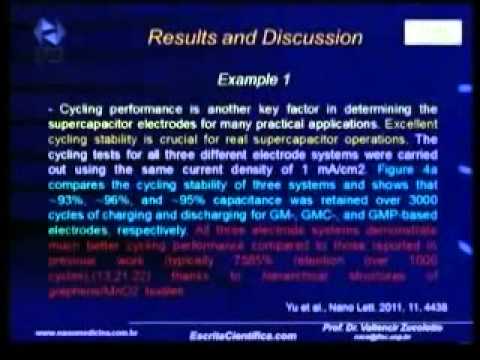 Results and Discussion
Example 1
- Cycling performance is another key factor in determining the
supercapacitor electrodes for many practical applications. Excellent
cycling stability is crucial for real supercapacitor operations. The
cycling tests for all three different electrode systems were carried
out using the same current density of 1 mA/cm2. Figure 4a
compares the cycling stability of three systems and shows that
~93%, ~96%, and ~95% capacitance was retained over 3000
cycles of charging and discharging for GM-, GMC-, and GMP-based
electrodes, respectively. All three electrode systems demonstrate
much better cycling performance compared to those reported in
previous work (typically 7585% retention over 1000
cycles),(13,21,22) thanks to hierarchical structures of
graphene/MnO2 textiles.
Yu et al., Nano Lett. 2011, 11, 4438
www.nanomedicina.com.br
EscritaCientifica.com
Prof. Dr. Valtencir Zucolotto